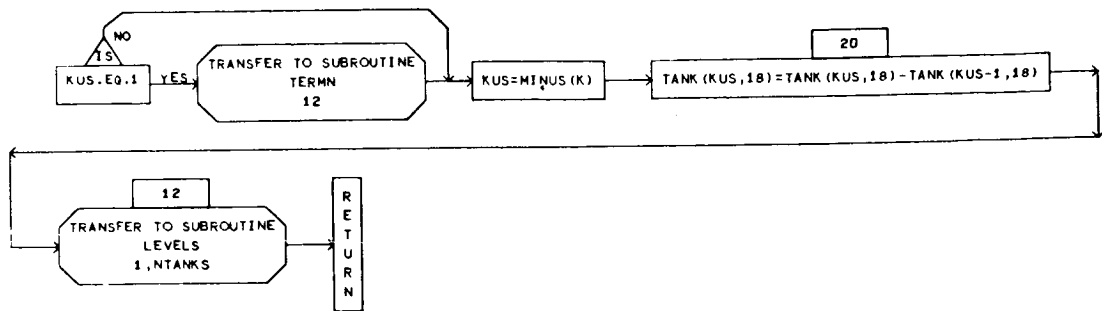 NO
IS
KUS.EQ.1
YES
TRANSFER TO SUBROUTINE
TERMN
12
KUS=MINUS(K)
20
TANK(KUS,18)=TANK(KUS,18)-TANK(KUS-1,18)
12
TRANSFER TO SUBROUTINE
LEVELS
1,NTANKS
RETURN